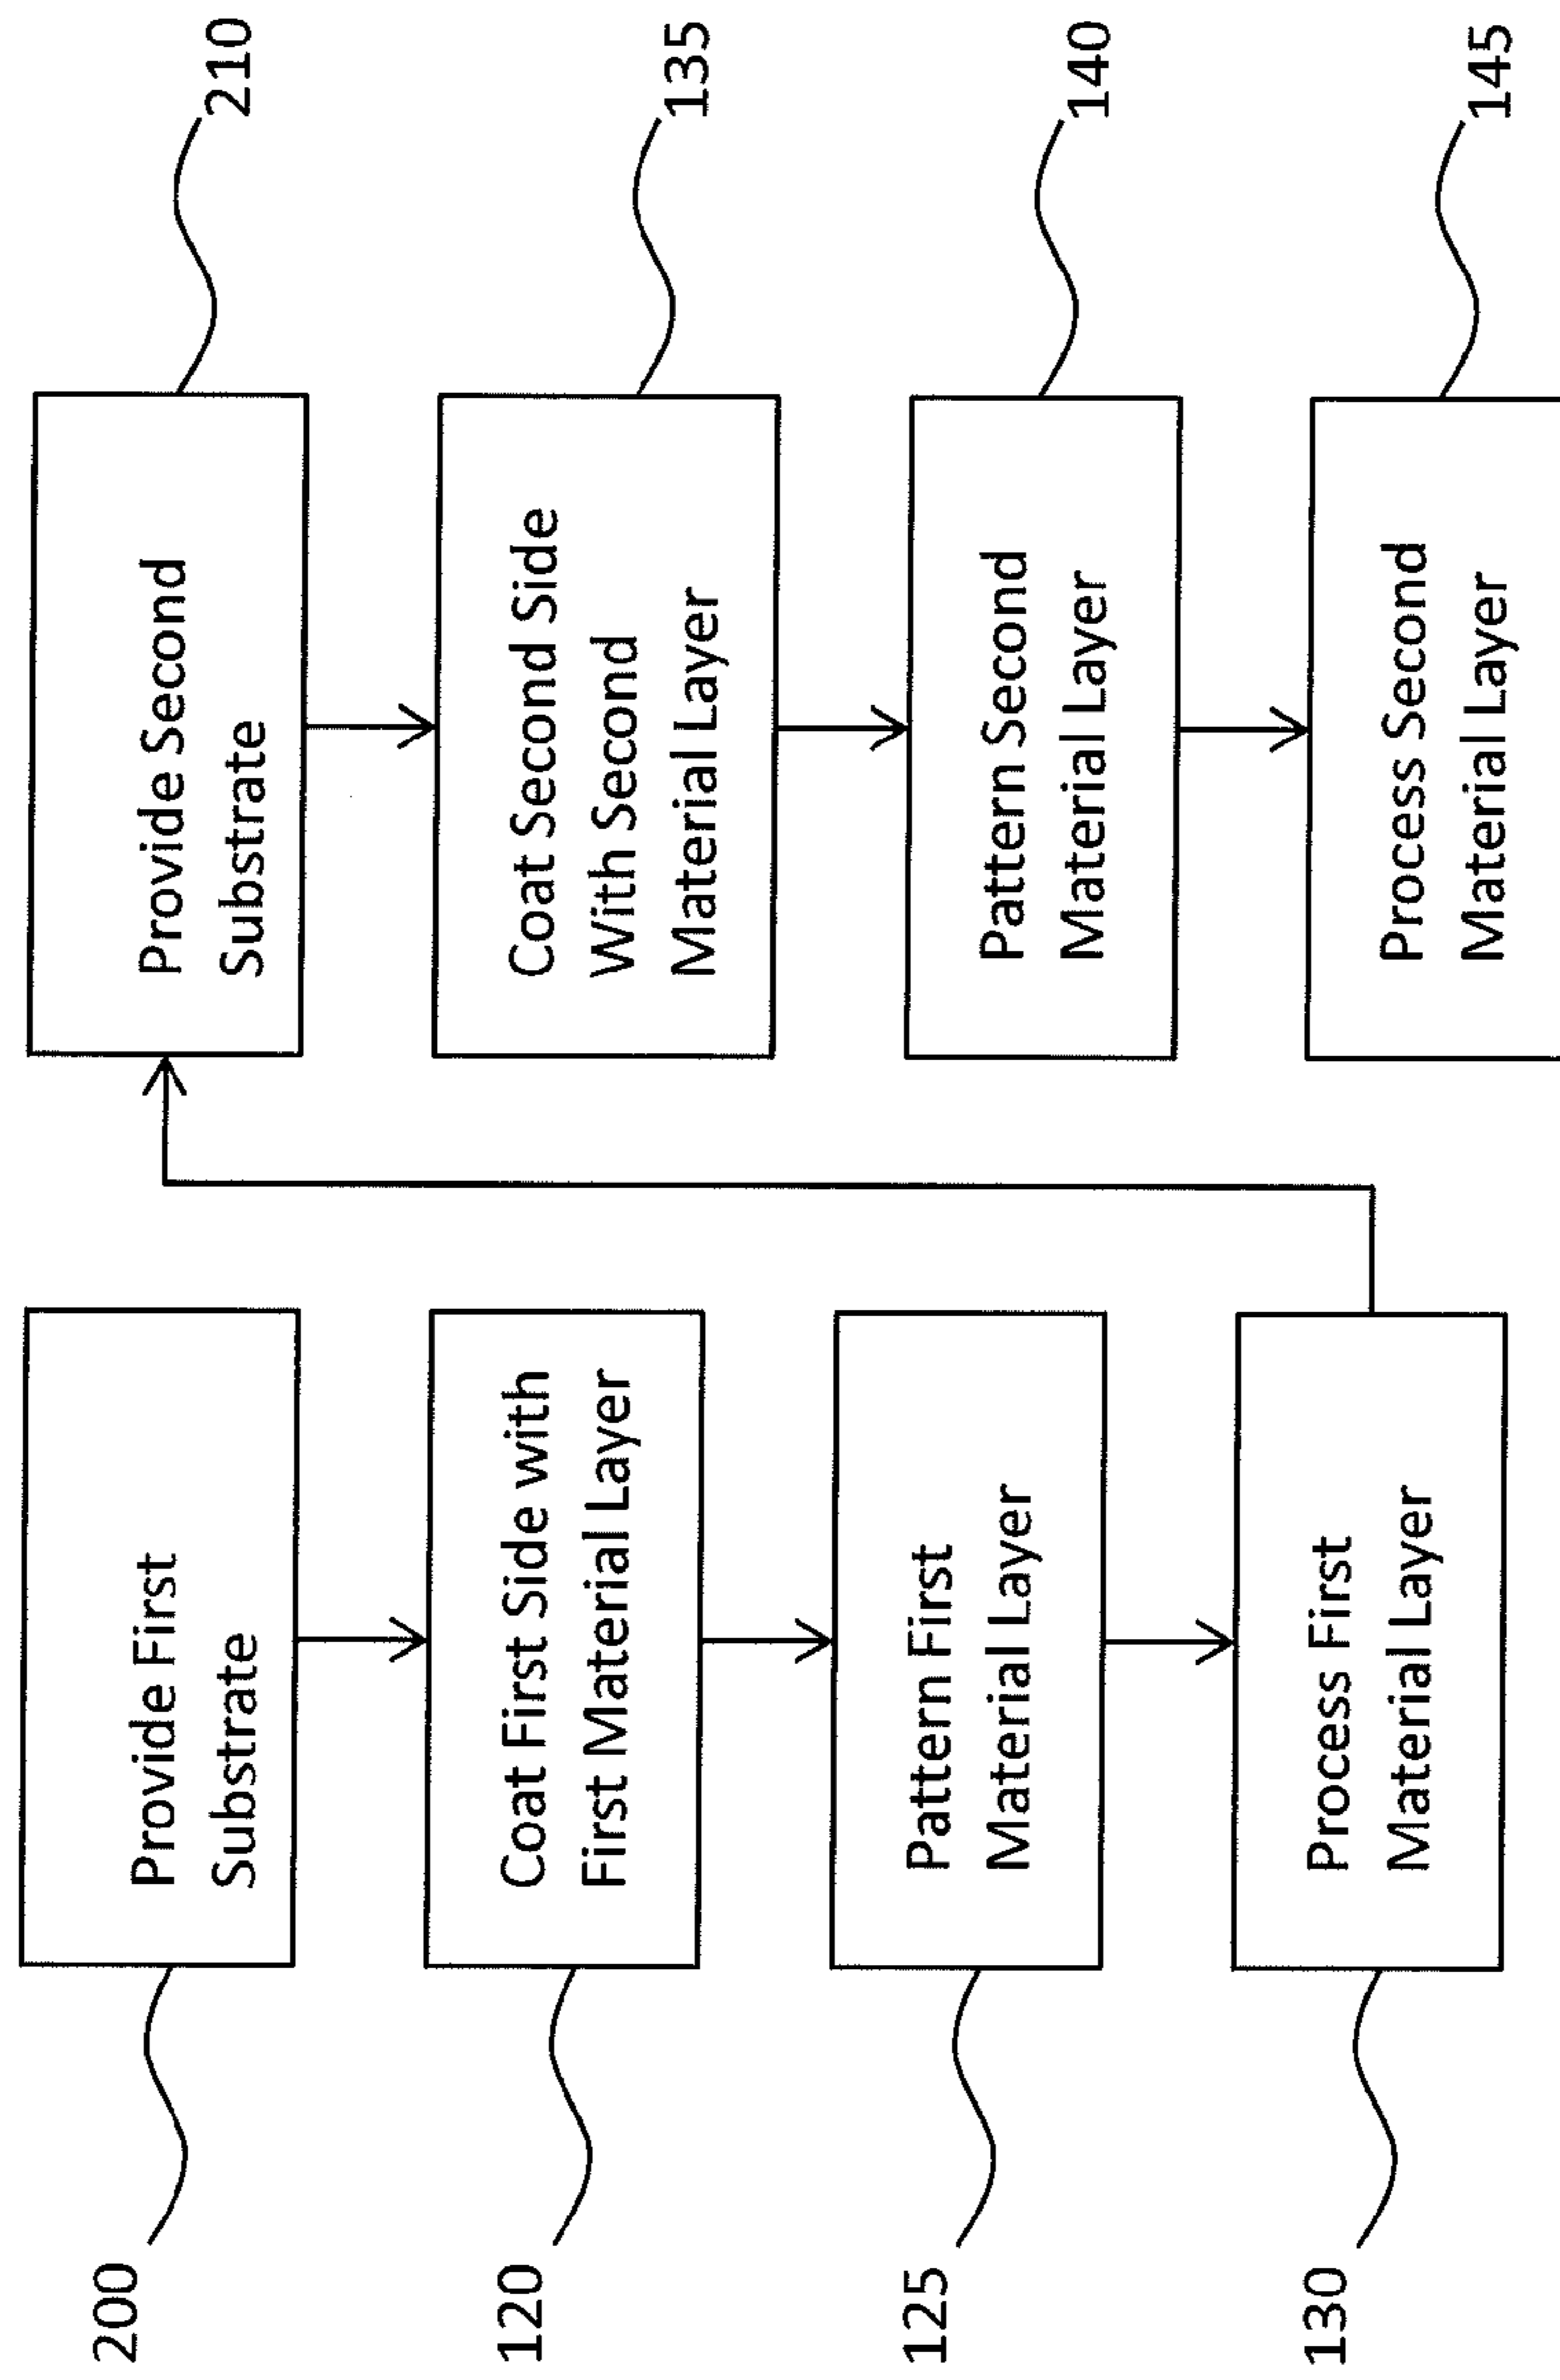 200
Provide First
Substrate
120
Coat First Side with
First Material Layer
125
Pattern First
Material Layer
130
Process First
Material Layer
Provide Second
Substrate
210
Coat Second Side
With Second
Material Layer
135
Pattern Second
Material Layer
140
Process Second
Material Layer
145